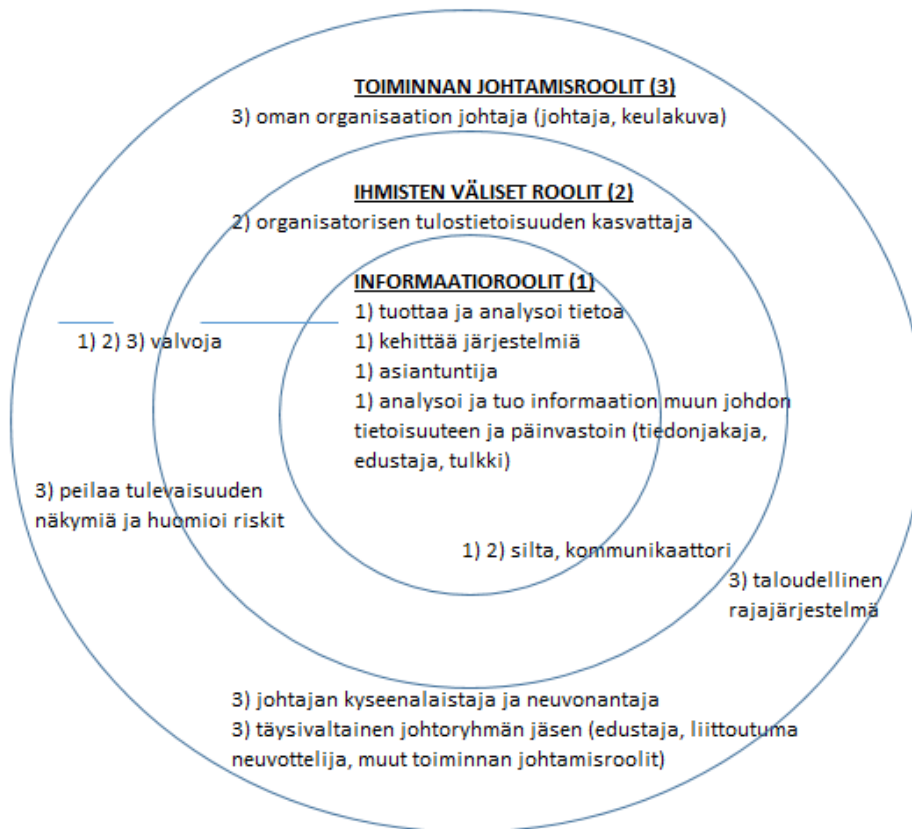 TOIMINNAN JOHTAMISROOLIT (3)
3) oman organisaation johtaja (johtaja, keulakuva)
IHMISTEN VÄLISET ROOLIT (2)
2) organisatorisen tulostietoisuuden kasvattaja
INFORMAATIOROOLIT (1)
1) tuottaa ja analysoi tietoa
1) 2) 3) valvoja
1) kehittää järjestelmiä
1) asiantuntija
1) analysoi ja tuo informaation muun johdon
tietoisuuteen ja päinvastoin (tiedonjakaja,
edustaja, tulkki)
3) peilaa tulevaisuuden
näkymiä ja huomioi riskit
1) 2) silta, kommunikaattori
3) taloudellinen
rajajärjestelmä
3) johtajan kyseenalaistaja ja neuvonantaja
3) täysivaltainen johtoryhmän jäsen (edustaja, liittoutuma
neuvottelija, muut toiminnan johtamisroolit)